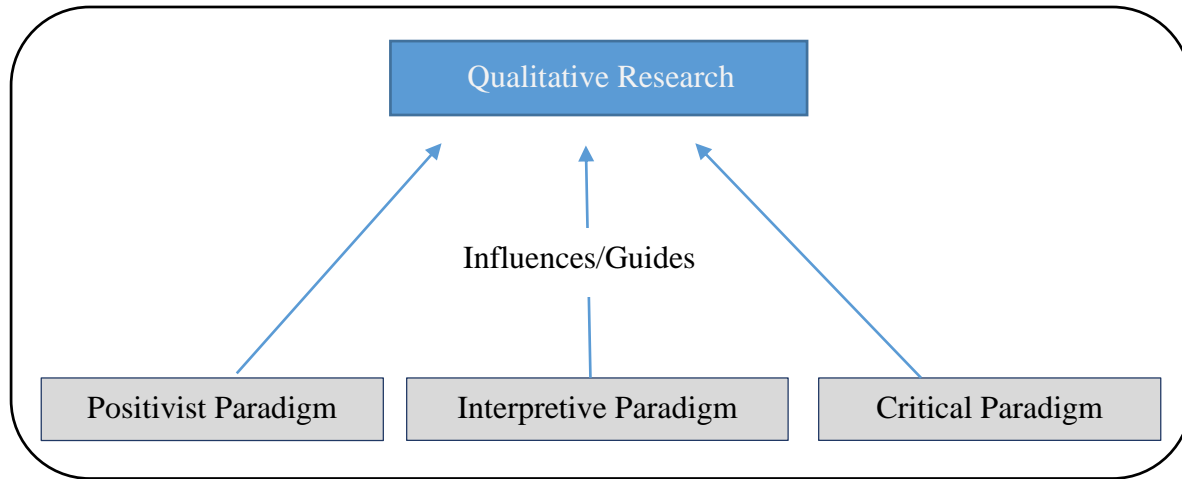 Qualitative Research
Influences/Guides
Positivist Paradigm
Interpretive Paradigm
Critical Paradigm